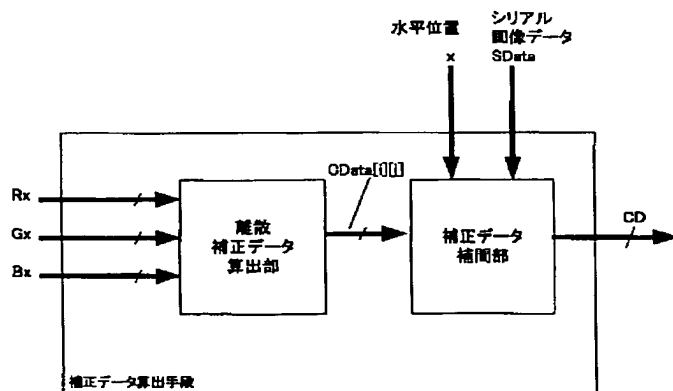 水平位置
x
シリアル
画像データ
SData
CData[i][j]
Rx
Gx
Bx
離散
補正データ
算出部
補正データ
補間部
CD
補正データ算出手段